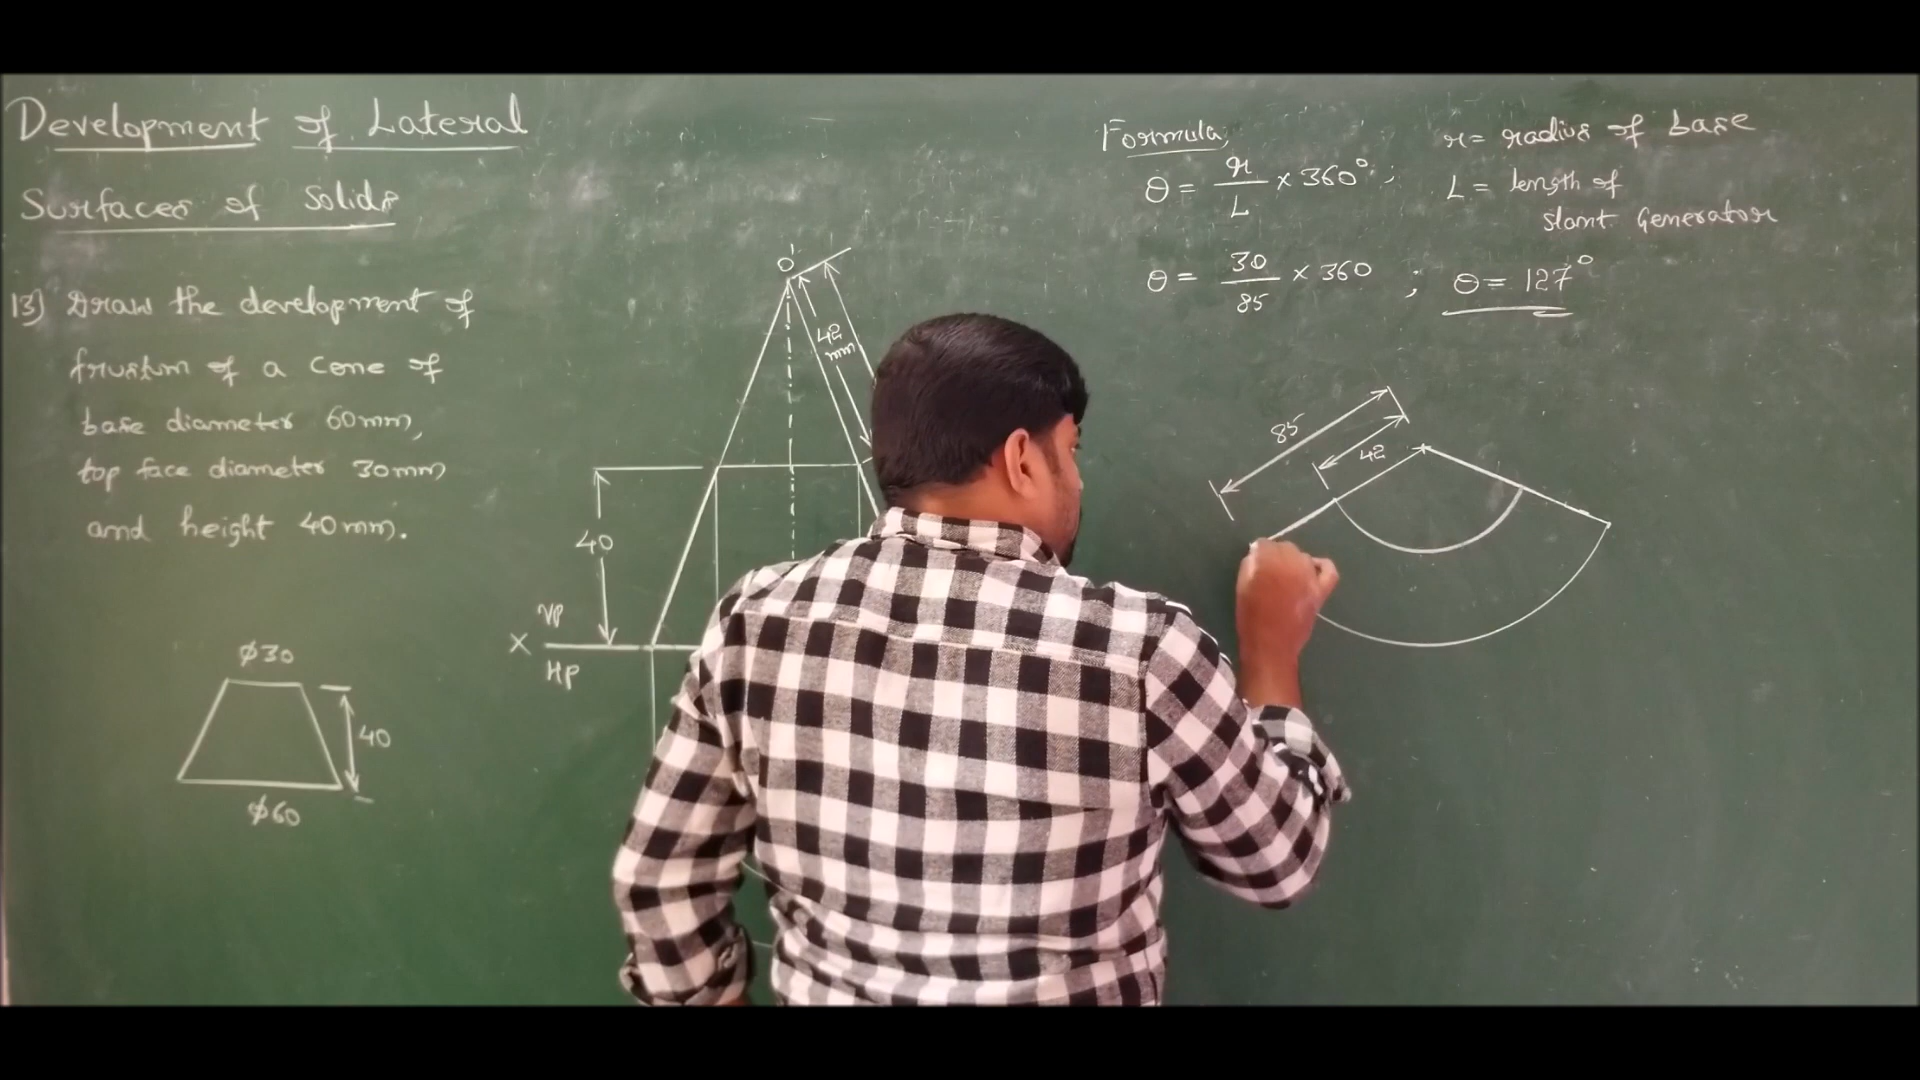 Development of Lateral
Surfaces of Solids
13) Draw the development of
frustum of a cone of
base diameter 60mm,
top face diameter 30mm
and height 40mm.
φ30
40
φ60
O
42
mm
40
VP
X
HP
Formula,
θ = r/L × 360° ;
r = radius of base
L = length of
slant Generator
θ = 30/85 × 360 ; θ = 127°
85
42